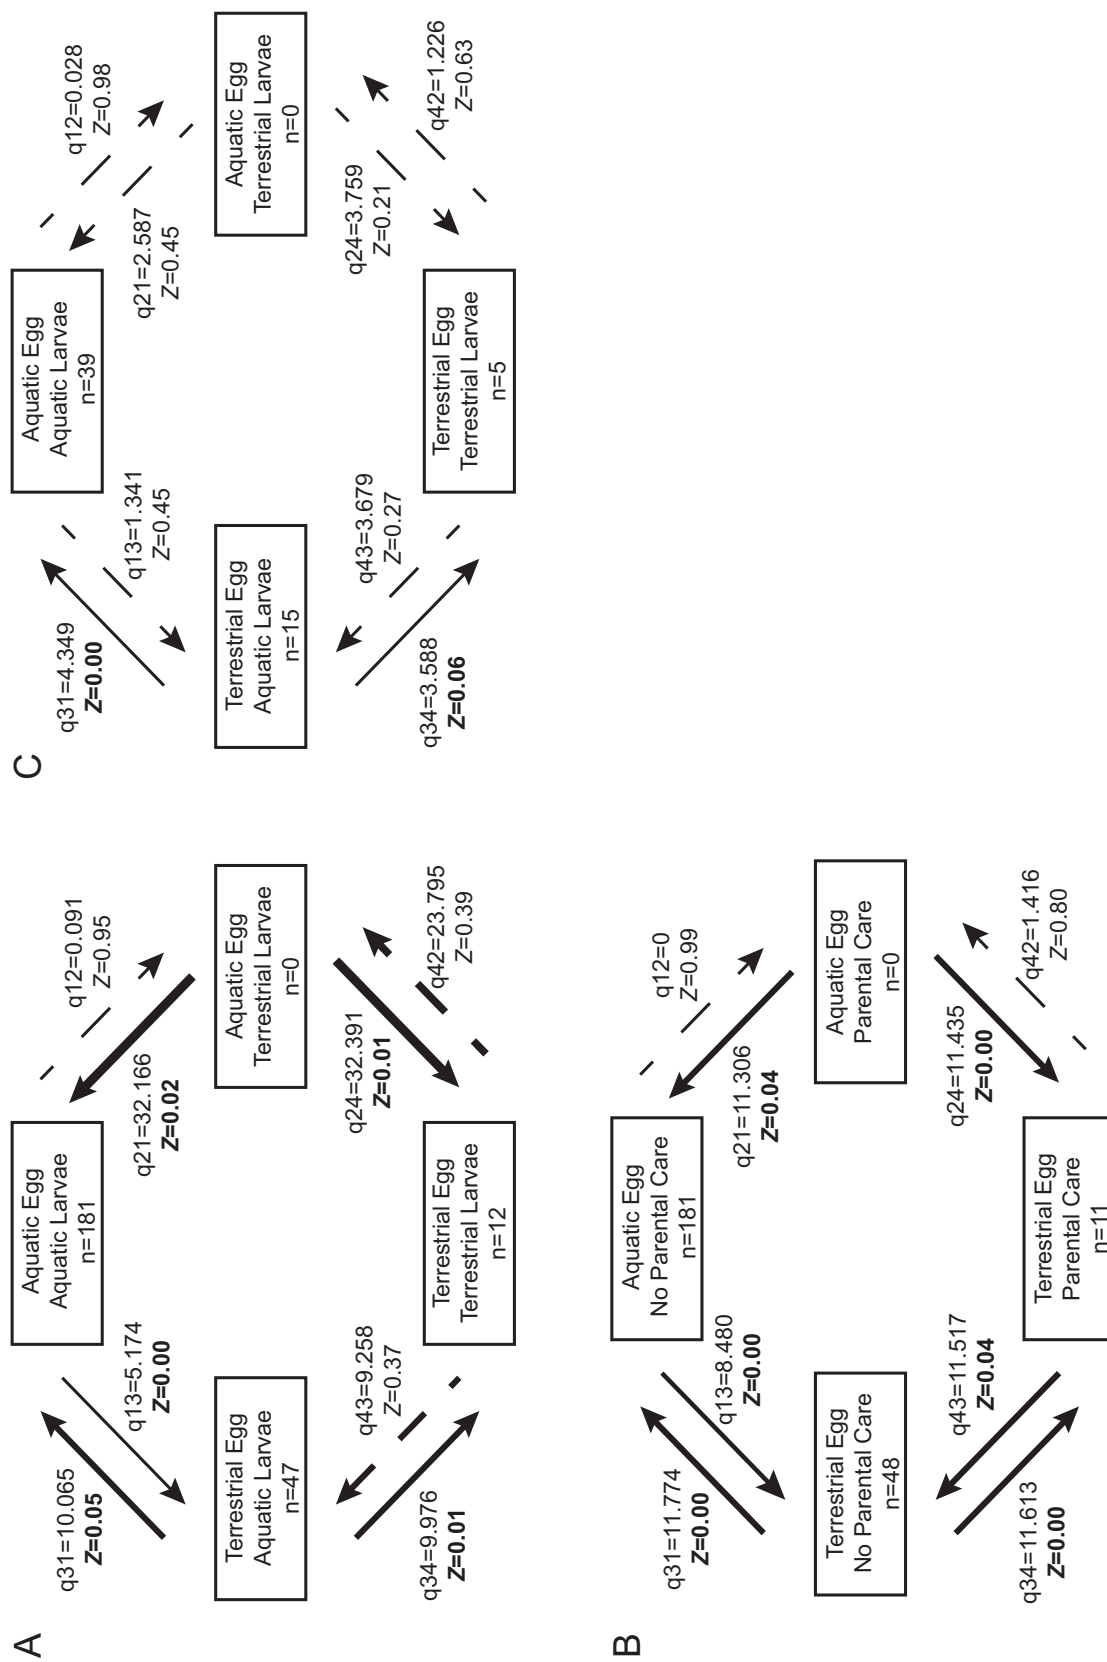 A
Aquatic Egg
Aquatic Larvae
n=181
q31=10.065
Z=0.05
q13=5.174
Z=0.00
q12=0.091
Z=0.95
q21=32.166
Z=0.02
Terrestrial Egg
Aquatic Larvae
n=47
Aquatic Egg
Terrestrial Larvae
n=0
q43=9.258
Z=0.37
q34=9.976
Z=0.01
q24=32.391
Z=0.01
q42=23.795
Z=0.39
Terrestrial Egg
Terrestrial Larvae
n=12
B
Aquatic Egg
No Parental Care
n=181
q31=11.774
Z=0.00
q13=8.480
Z=0.00
q12=0
Z=0.99
q21=11.306
Z=0.04
Terrestrial Egg
No Parental Care
n=48
Aquatic Egg
Parental Care
n=0
q43=11.517
Z=0.04
q34=11.613
Z=0.00
q24=11.435
Z=0.00
q42=1.416
Z=0.80
Terrestrial Egg
Parental Care
n=11
C
Aquatic Egg
Aquatic Larvae
n=39
q31=4.349
Z=0.00
q13=1.341
Z=0.45
q12=0.028
Z=0.98
q21=2.587
Z=0.45
Terrestrial Egg
Aquatic Larvae
n=15
Aquatic Egg
Terrestrial Larvae
n=0
q43=3.679
Z=0.27
q34=3.588
Z=0.06
q24=3.759
Z=0.21
q42=1.226
Z=0.63
Terrestrial Egg
Terrestrial Larvae
n=5